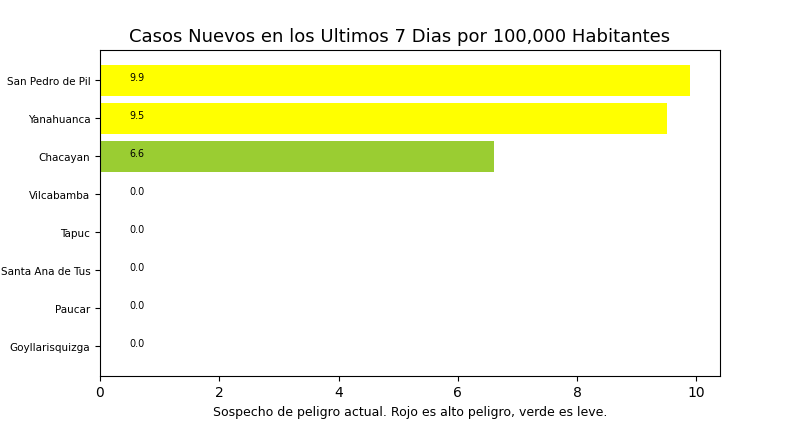 Casos Nuevos en los Ultimos 7 Dias por 100,000 Habitantes
San Pedro de Pil 9.9
Yanahuanca 9.5
Chacayan 6.6
Vilcabamba 0.0
Tapuc 0.0
Santa Ana de Tus 0.0
Paucar 0.0
Goyllarisquizga 0.0
0 2 4 6 8 10
Sospecho de peligro actual. Rojo es alto peligro, verde es leve.